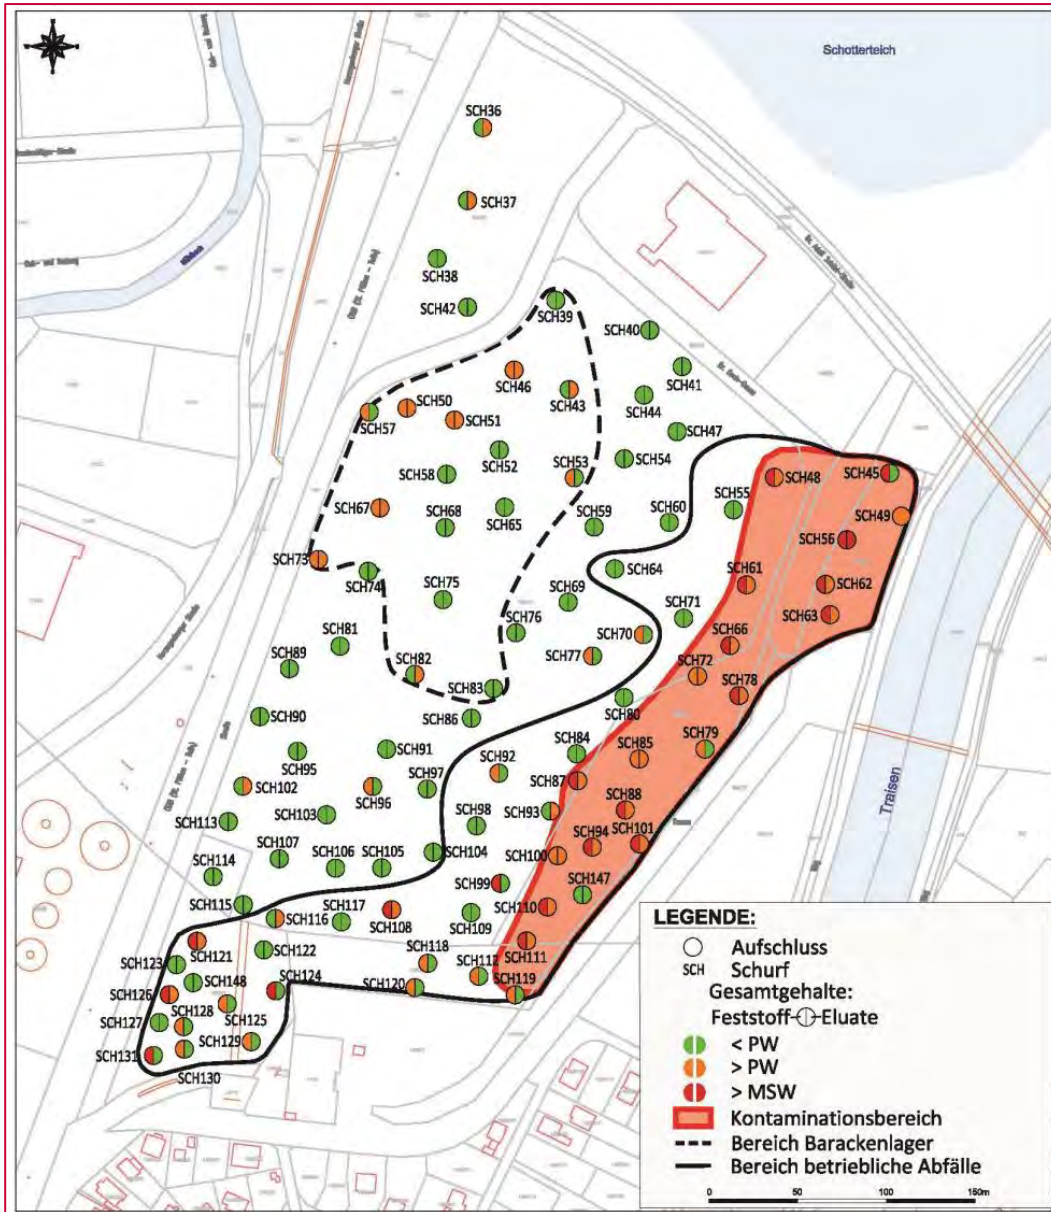 Schotterteich
SCH36
SCH37
SCH38
SCH42
SCH39
SCH40
SCH46
SCH41
SCH43
SCH44
SCH50
SCH57
SCH51
SCH47
SCH52
SCH54
SCH58
SCH53
SCH48
SCH45
SCH55
SCH49
SCH67
SCH68
SCH65
SCH59
SCH60
SCH56
SCH73
SCH74
SCH64
SCH61
SCH62
SCH75
SCH69
SCH63
SCH71
SCH76
SCH70
SCH81
SCH66
SCH77
SCH89
SCH72
SCH82
SCH83
SCH78
SCH80
SCH90
SCH86
SCH79
SCH84
SCH91
SCH85
SCH95
SCH92
SCH87
SCH102
SCH96
SCH97
SCH88
Traisen
SCH103
SCH93
SCH113
SCH98
SCH94
SCH101
SCH107
SCH104
SCH100
SCH106
SCH105
SCH114
SCH99
SCH147
SCH115
SCH117
SCH110
SCH116
SCH108
SCH109
SCH122
SCH121
SCH118
SCH111
SCH123
SCH112
SCH148
SCH124
SCH120
SCH119
SCH126
SCH128
SCH125
SCH127
SCH129
SCH131
SCH130
LEGENDE:
Aufschluss
SCH Schurf
Gesamtgehalte:
Feststoff Eluate
< PW
> PW
> MSW
Kontaminationsbereich
Bereich Barackenlager
Bereich betriebliche Abfälle
0 50 100 150m